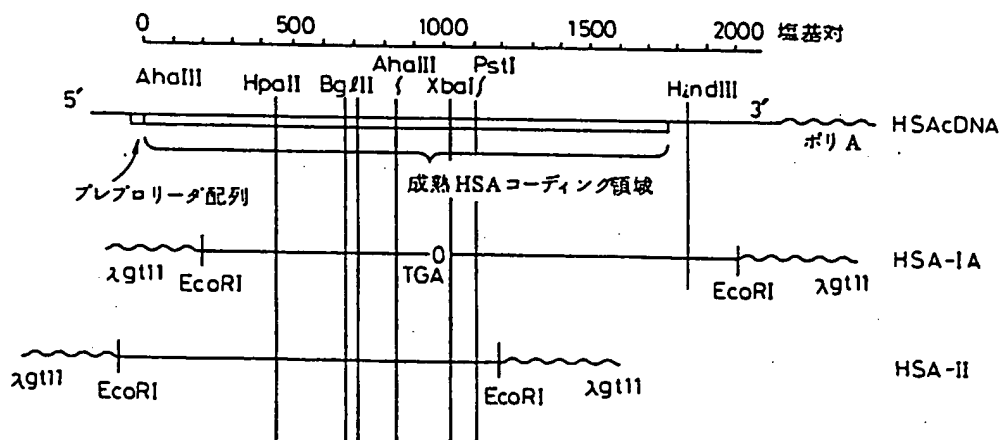 0 500 1000 1500 2000 塩基対
AhaIII HpaII BglII AhaIII XbaI PstI HindIII
5′ 3′ HSAcDNA
ポリA
プレプロリーダ配列 成熟HSAコーディング領域
λgt11 EcoRI TGA EcoRI λgt11 HSA-IA
λgt11 EcoRI EcoRI λgt11 HSA-II